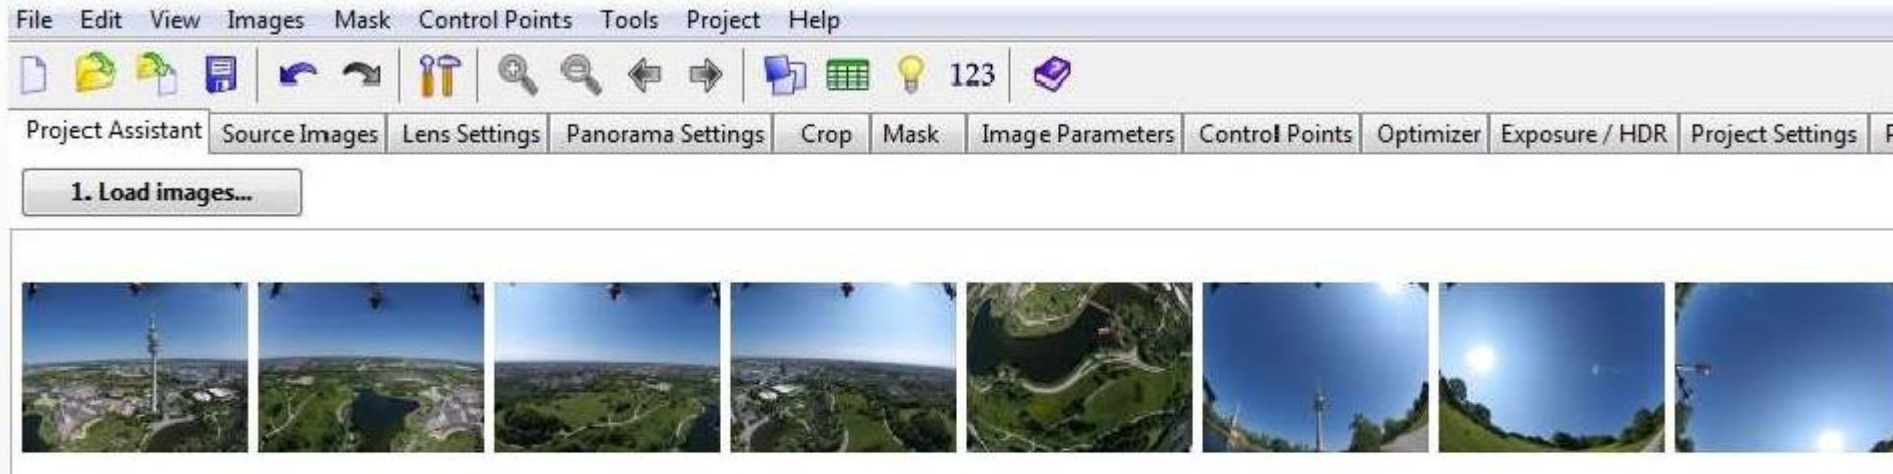 File Edit View Images Mask Control Points Tools Project Help
123
Project Assistant Source Images Lens Settings Panorama Settings Crop Mask Image Parameters Control Points Optimizer Exposure / HDR Project Settings
1. Load images...